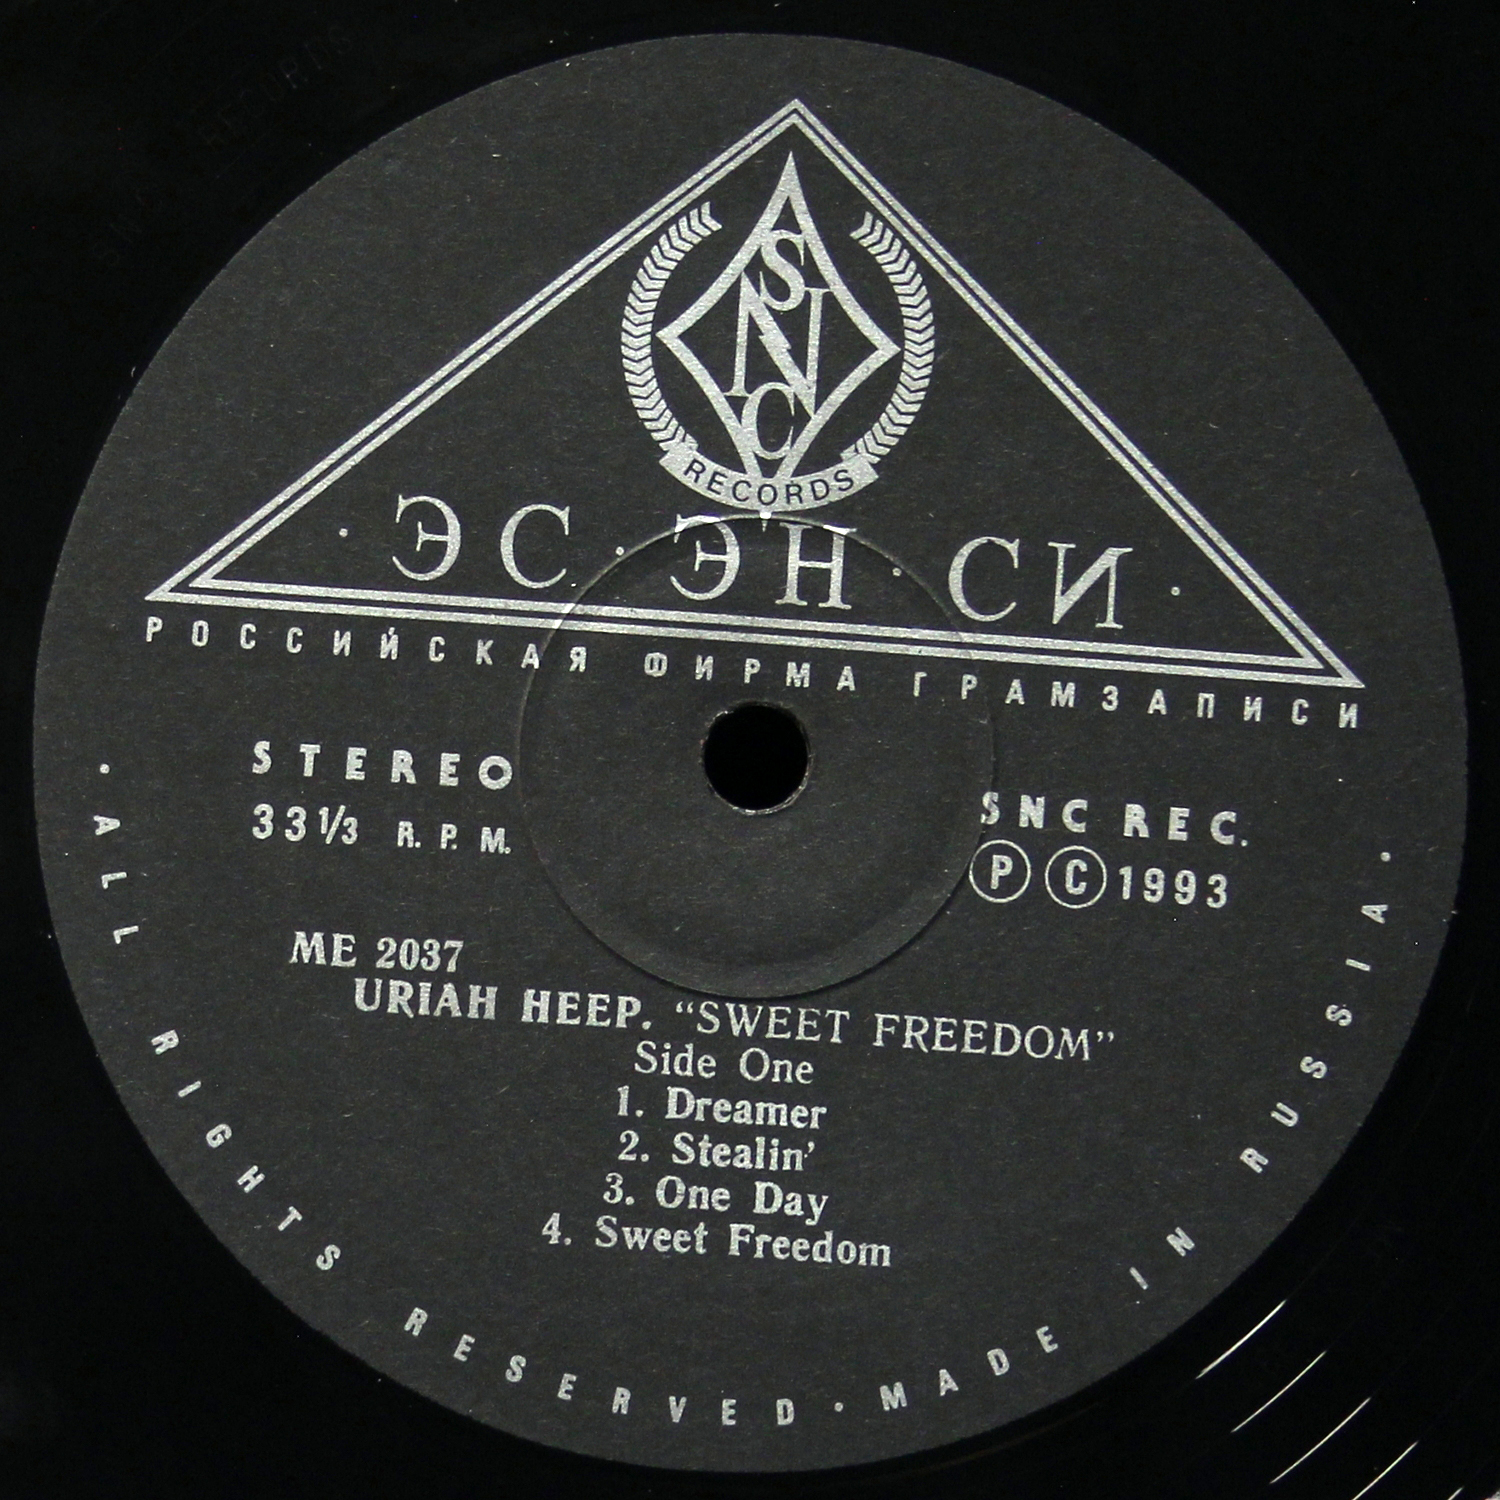 SNC
RECORDS
· ЭС · ЭН · СИ ·
РОССИЙСКАЯ ФИРМА ГРАМЗАПИСИ
STEREO
33 1/3 R. P. M.
SNC REC.
Ⓟ Ⓒ 1993
ME 2037
URIAH HEEP. “SWEET FREEDOM”
Side One
1. Dreamer
2. Stealin’
3. One Day
4. Sweet Freedom
· ALL RIGHTS RESERVED · MADE IN RUSSIA ·